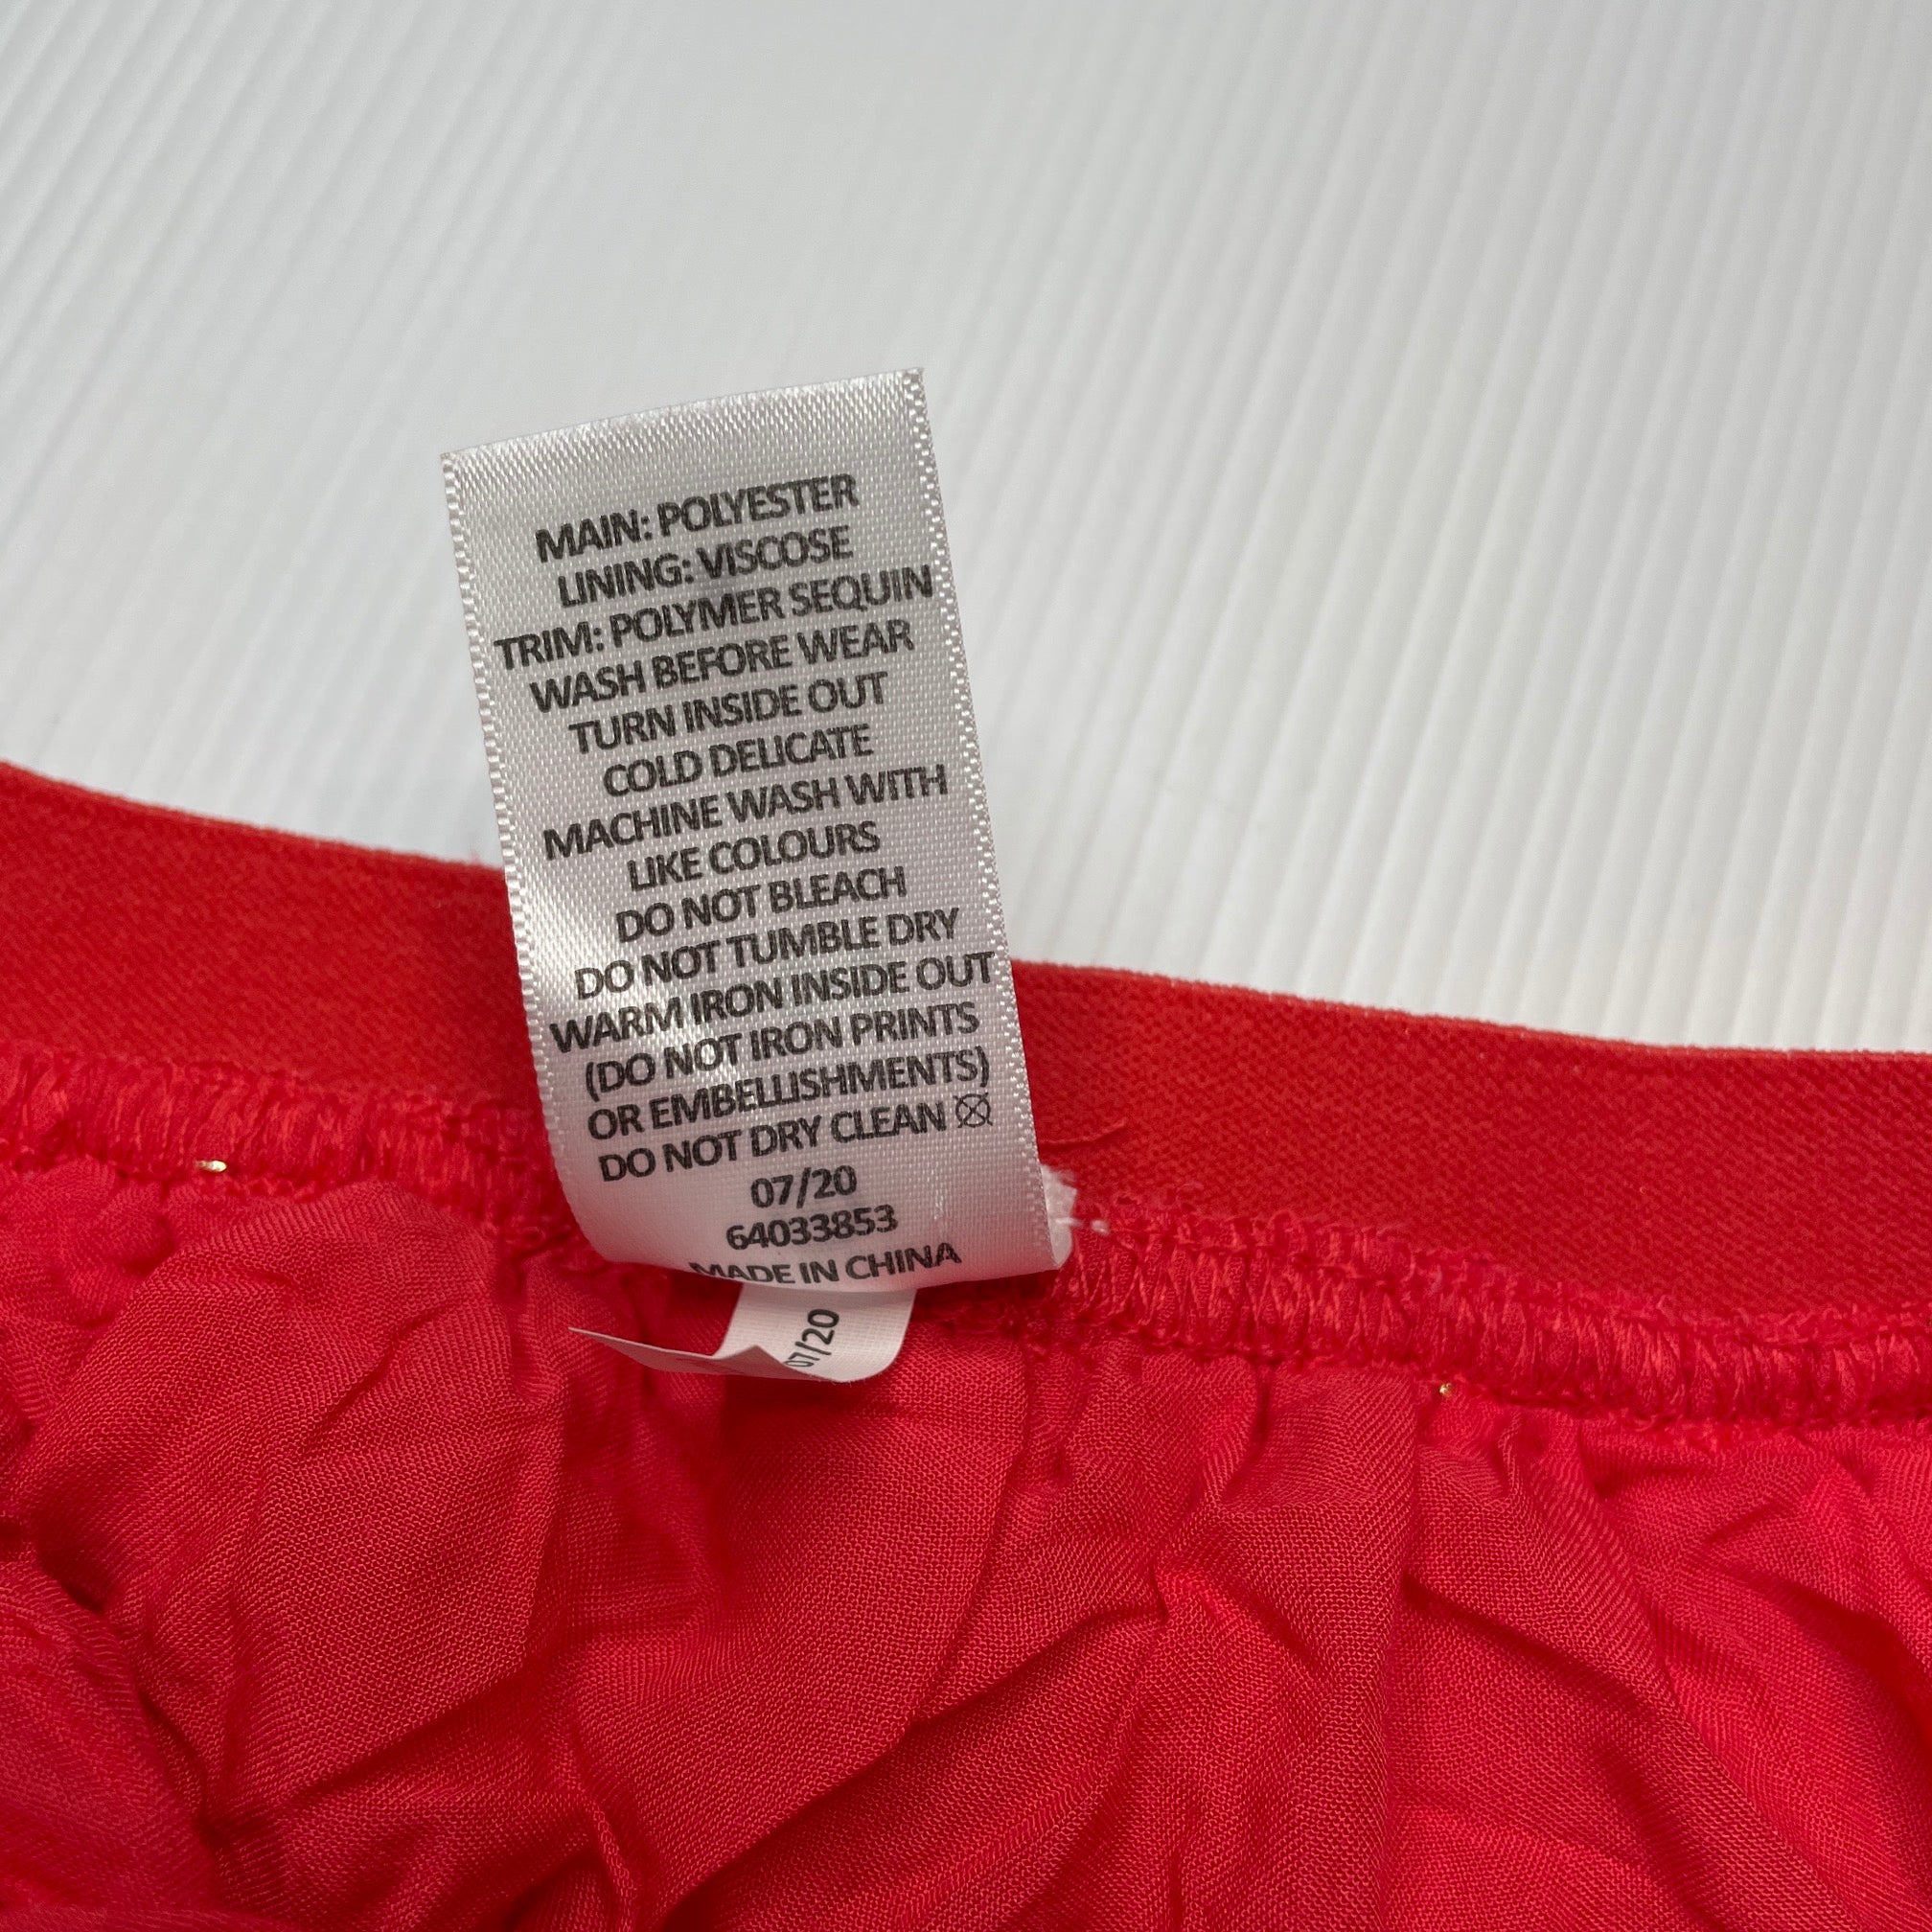 MAIN: POLYESTER
LINING: VISCOSE
TRIM: POLYMER SEQUIN
WASH BEFORE WEAR
TURN INSIDE OUT
COLD DELICATE
MACHINE WASH WITH
LIKE COLOURS
DO NOT BLEACH
DO NOT TUMBLE DRY
WARM IRON INSIDE OUT
(DO NOT IRON PRINTS
OR EMBELLISHMENTS)
DO NOT DRY CLEAN
07/20
64033853
MADE IN CHINA
07/20